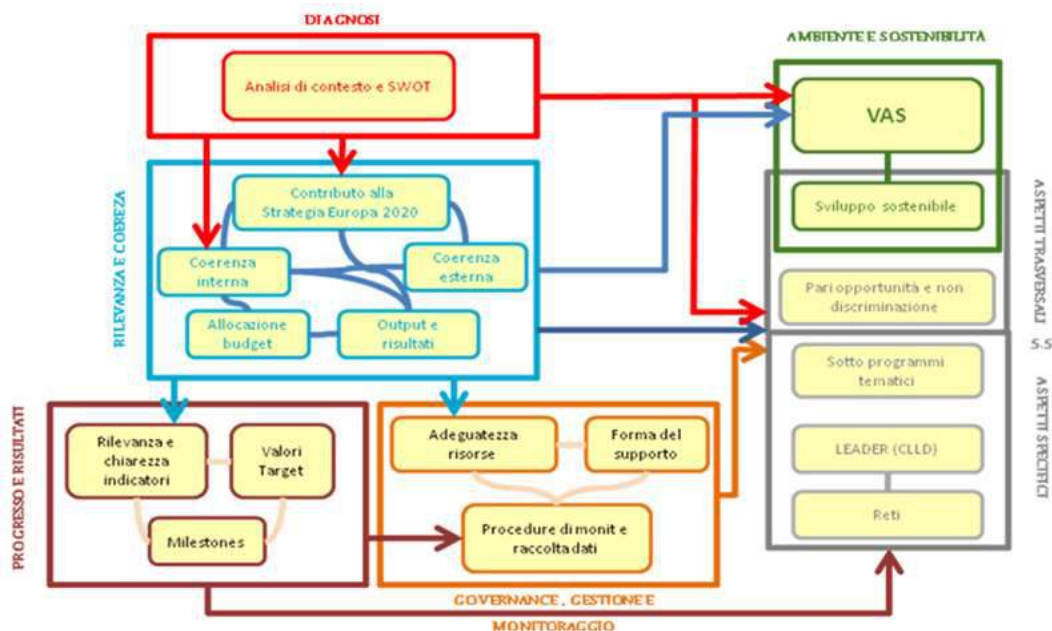 DIAGNOSI
Analisi di contesto e SWOT
AMBIENTE E SOSTENIBILITÀ
VAS
Sviluppo sostenibile
RILEVANZA E COEREZA
Contributo alla
Strategia Europa 2020
Coerenza
interna
Coerenza
esterna
Allocazione
budget
Output e
risultati
ASPETTI TRASVERSALI
Pari opportunità e non
discriminazione
5.5
ASPETTI SPECIFICI
Sotto programmi
tematici
LEADER (CLLD)
Reti
PROGRESSO E RISULTATI
Rilevanza e
chiarezza
indicatori
Valori
Target
Milestones
Adeguatezza
risorse
Forma del
supporto
Procedure di monit e
raccolta dati
GOVERNANCE, GESTIONE E
MONITORAGGIO